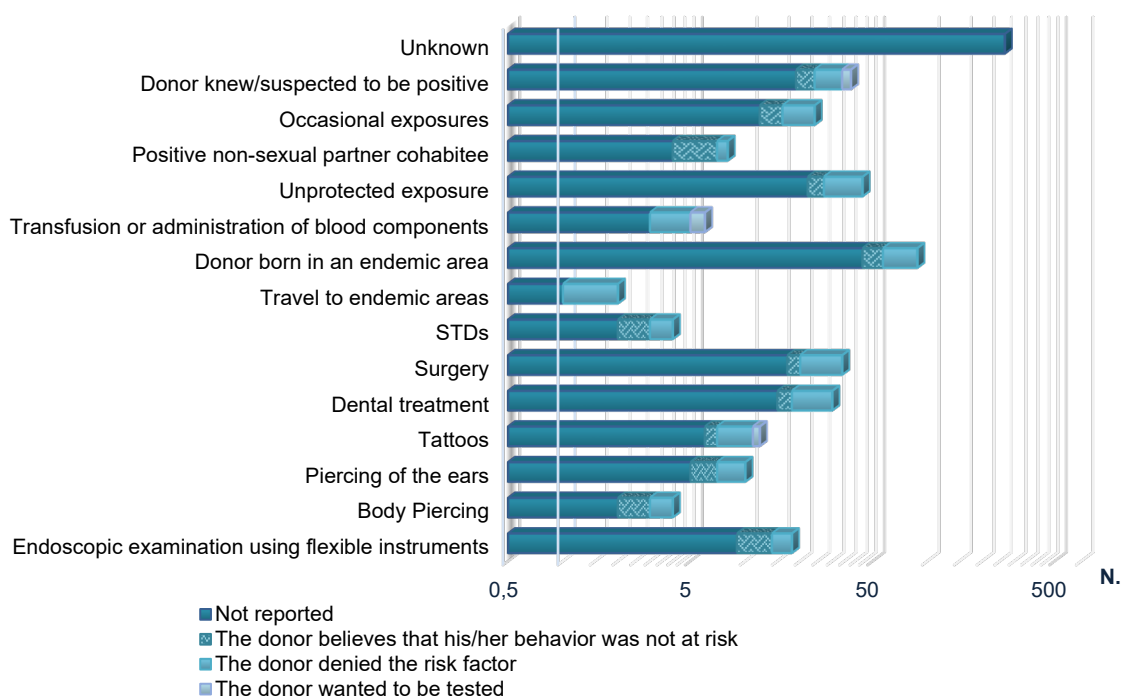 Unknown
Donor knew/suspected to be positive
Occasional exposures
Positive non-sexual partner cohabitee
Unprotected exposure
Transfusion or administration of blood components
Donor born in an endemic area
Travel to endemic areas
STDs
Surgery
Dental treatment
Tattoos
Piercing of the ears
Body Piercing
Endoscopic examination using flexible instruments
0,5 5 50 500 N.
Not reported
The donor believes that his/her behavior was not at risk
The donor denied the risk factor
The donor wanted to be tested